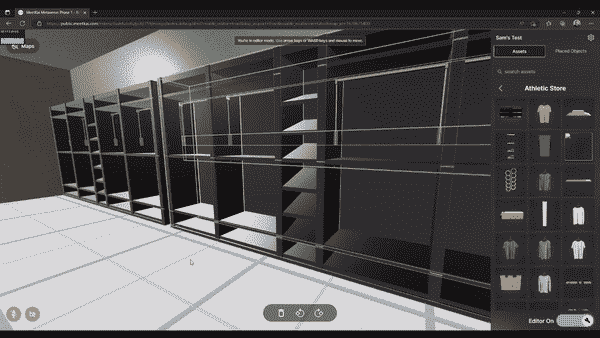 Maps
You're in editor mode. Use arrow keys or WASD keys and mouse to move.
Sam's Test
Assets
Placed Objects
search assets
Athletic Store
Editor On